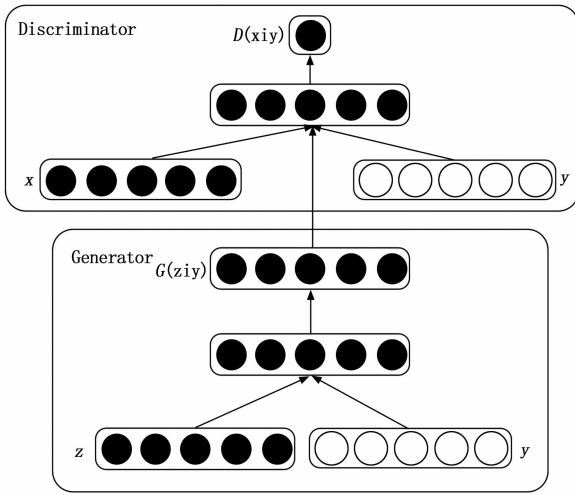 Discriminator
D(xiy)
x
y
Generator
G(ziy)
z
y